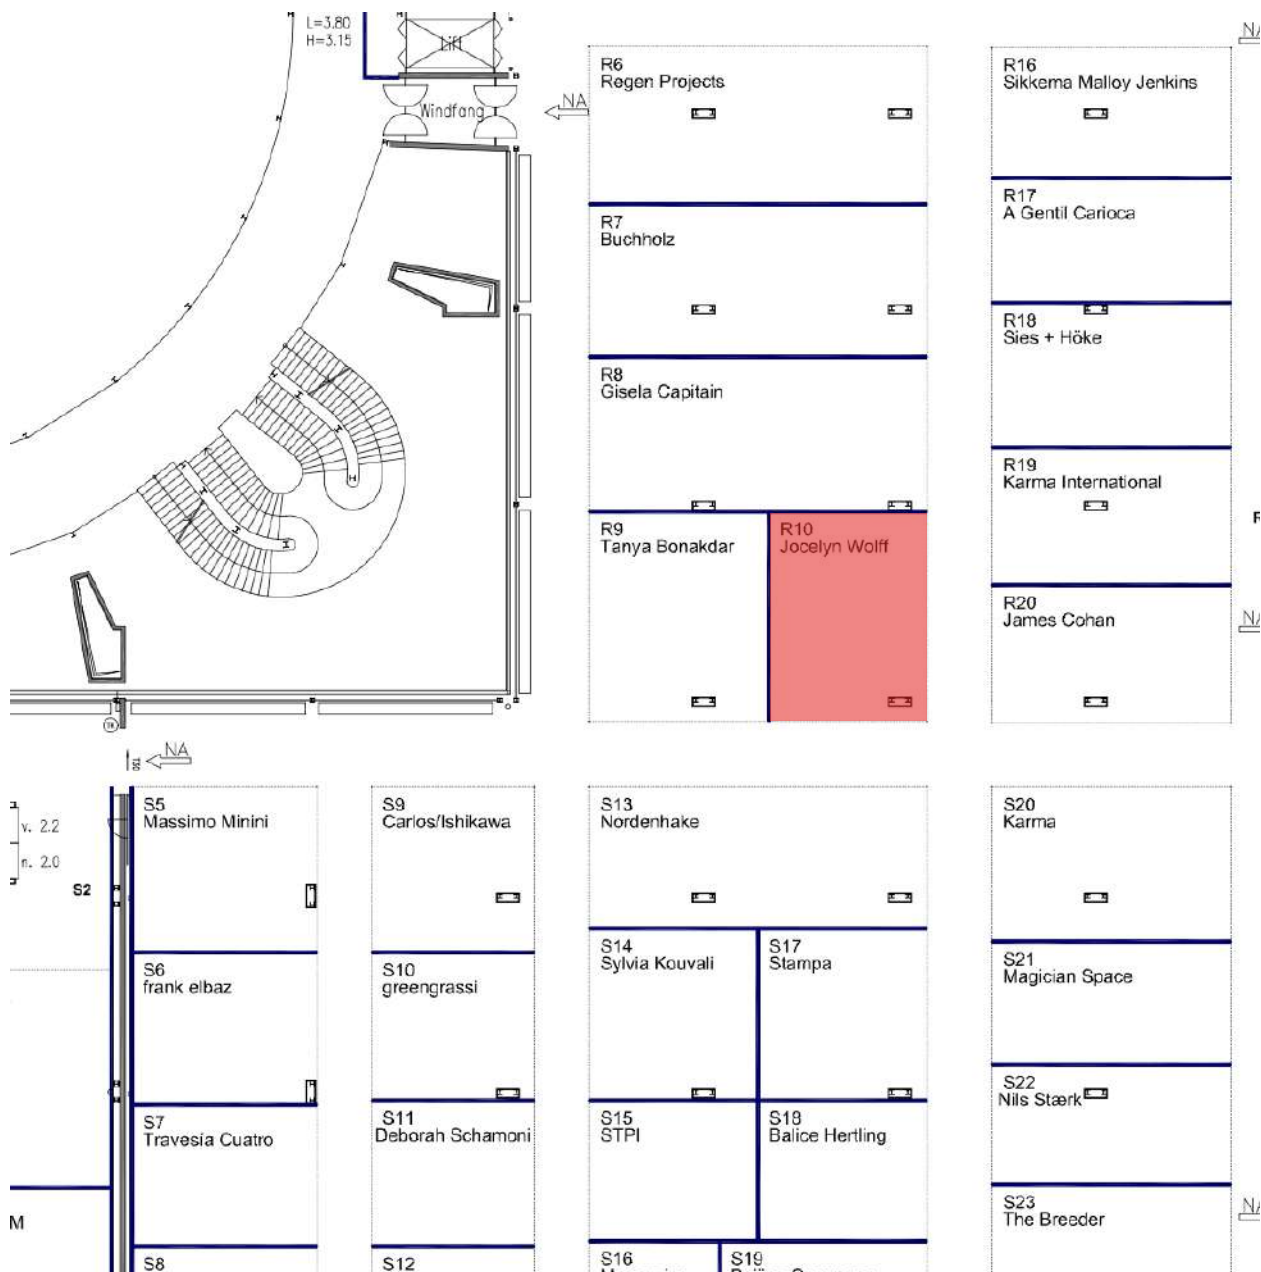 L=3.80
H=3.15
Lift
Windfang
NA
NA
R6
Regen Projects
R16
Sikkema Malloy Jenkins
R17
A Gentil Carioca
R7
Buchholz
R18
Sies + Höke
R8
Gisela Capitain
R19
Karma International
R9
Tanya Bonakdar
R10
Jocelyn Wolff
R
R20
James Cohan
NA
NA
v. 2.2
n. 2.0
S2
S5
Massimo Minini
S9
Carlos/Ishikawa
S13
Nordenhake
S20
Karma
S6
frank elbaz
S10
greengrassi
S14
Sylvia Kouvali
S17
Stampa
S21
Magician Space
S7
Travesía Cuatro
S11
Deborah Schamoni
S15
STPI
S18
Balice Hertling
S22
Nils Stærk
M
S23
The Breeder
NA
S8
S12
S16
S19